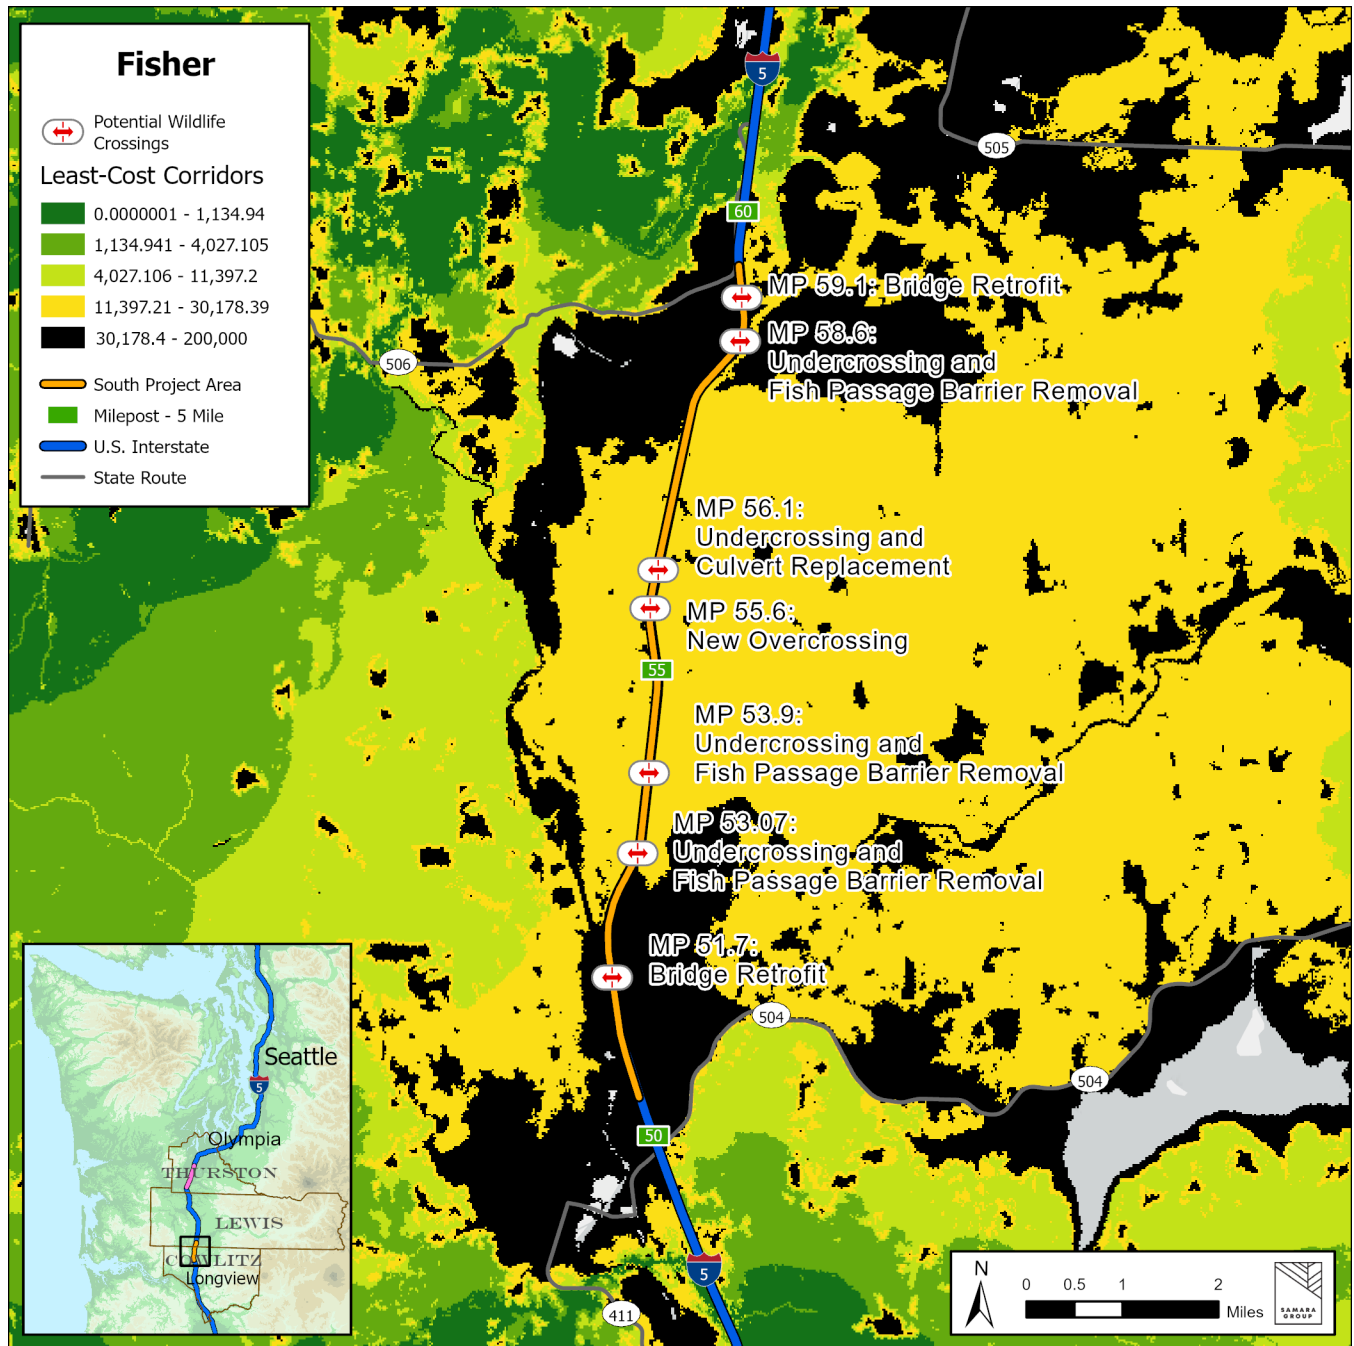 Fisher
Potential Wildlife
Crossings
Least-Cost Corridors
0.0000001 - 1,134.94
1,134.941 - 4,027.105
4,027.106 - 11,397.2
11,397.21 - 30,178.39
30,178.4 - 200,000
South Project Area
Milepost - 5 Mile
U.S. Interstate
State Route
5
505
60
MP 59.1: Bridge Retrofit
MP 58.6:
Undercrossing and
Fish Passage Barrier Removal
506
MP 56.1:
Undercrossing and
Culvert Replacement
MP 55.6:
New Overcrossing
55
MP 53.9:
Undercrossing and
Fish Passage Barrier Removal
MP 53.07:
Undercrossing and
Fish Passage Barrier Removal
MP 51.7:
Bridge Retrofit
504
504
50
5
411
Seattle
5
Olympia
THURSTON
LEWIS
COWLITZ
Longview
N
0 0.5 1 2
Miles
SAMARA
GROUP